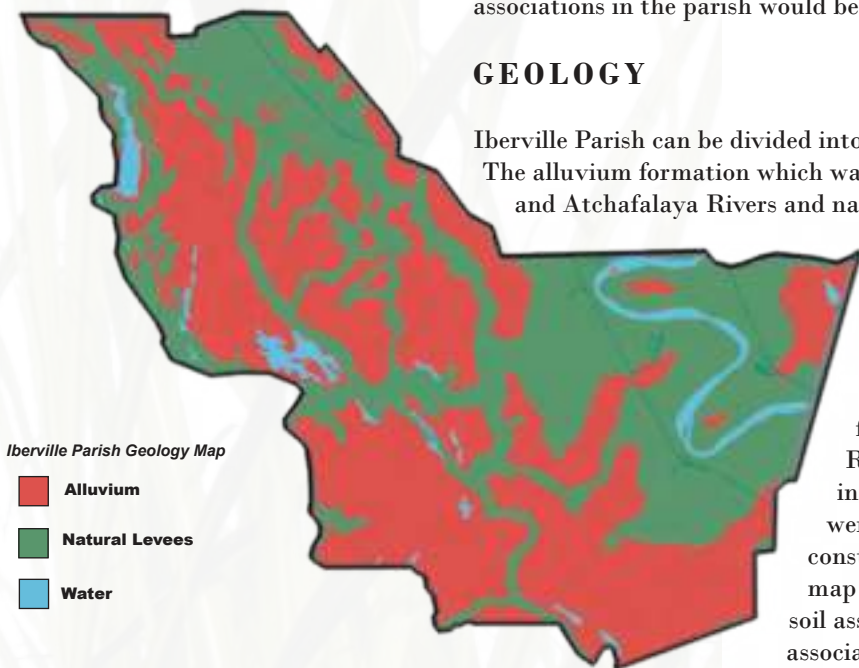 associations in the parish would be
GEOLOGY
Iberville Parish can be divided into
The alluvium formation which wa
and Atchafalaya Rivers and na
f
R
in
wer
const
map
soil ass
associa
Iberville Parish Geology Map
Alluvium
Natural Levees
Water